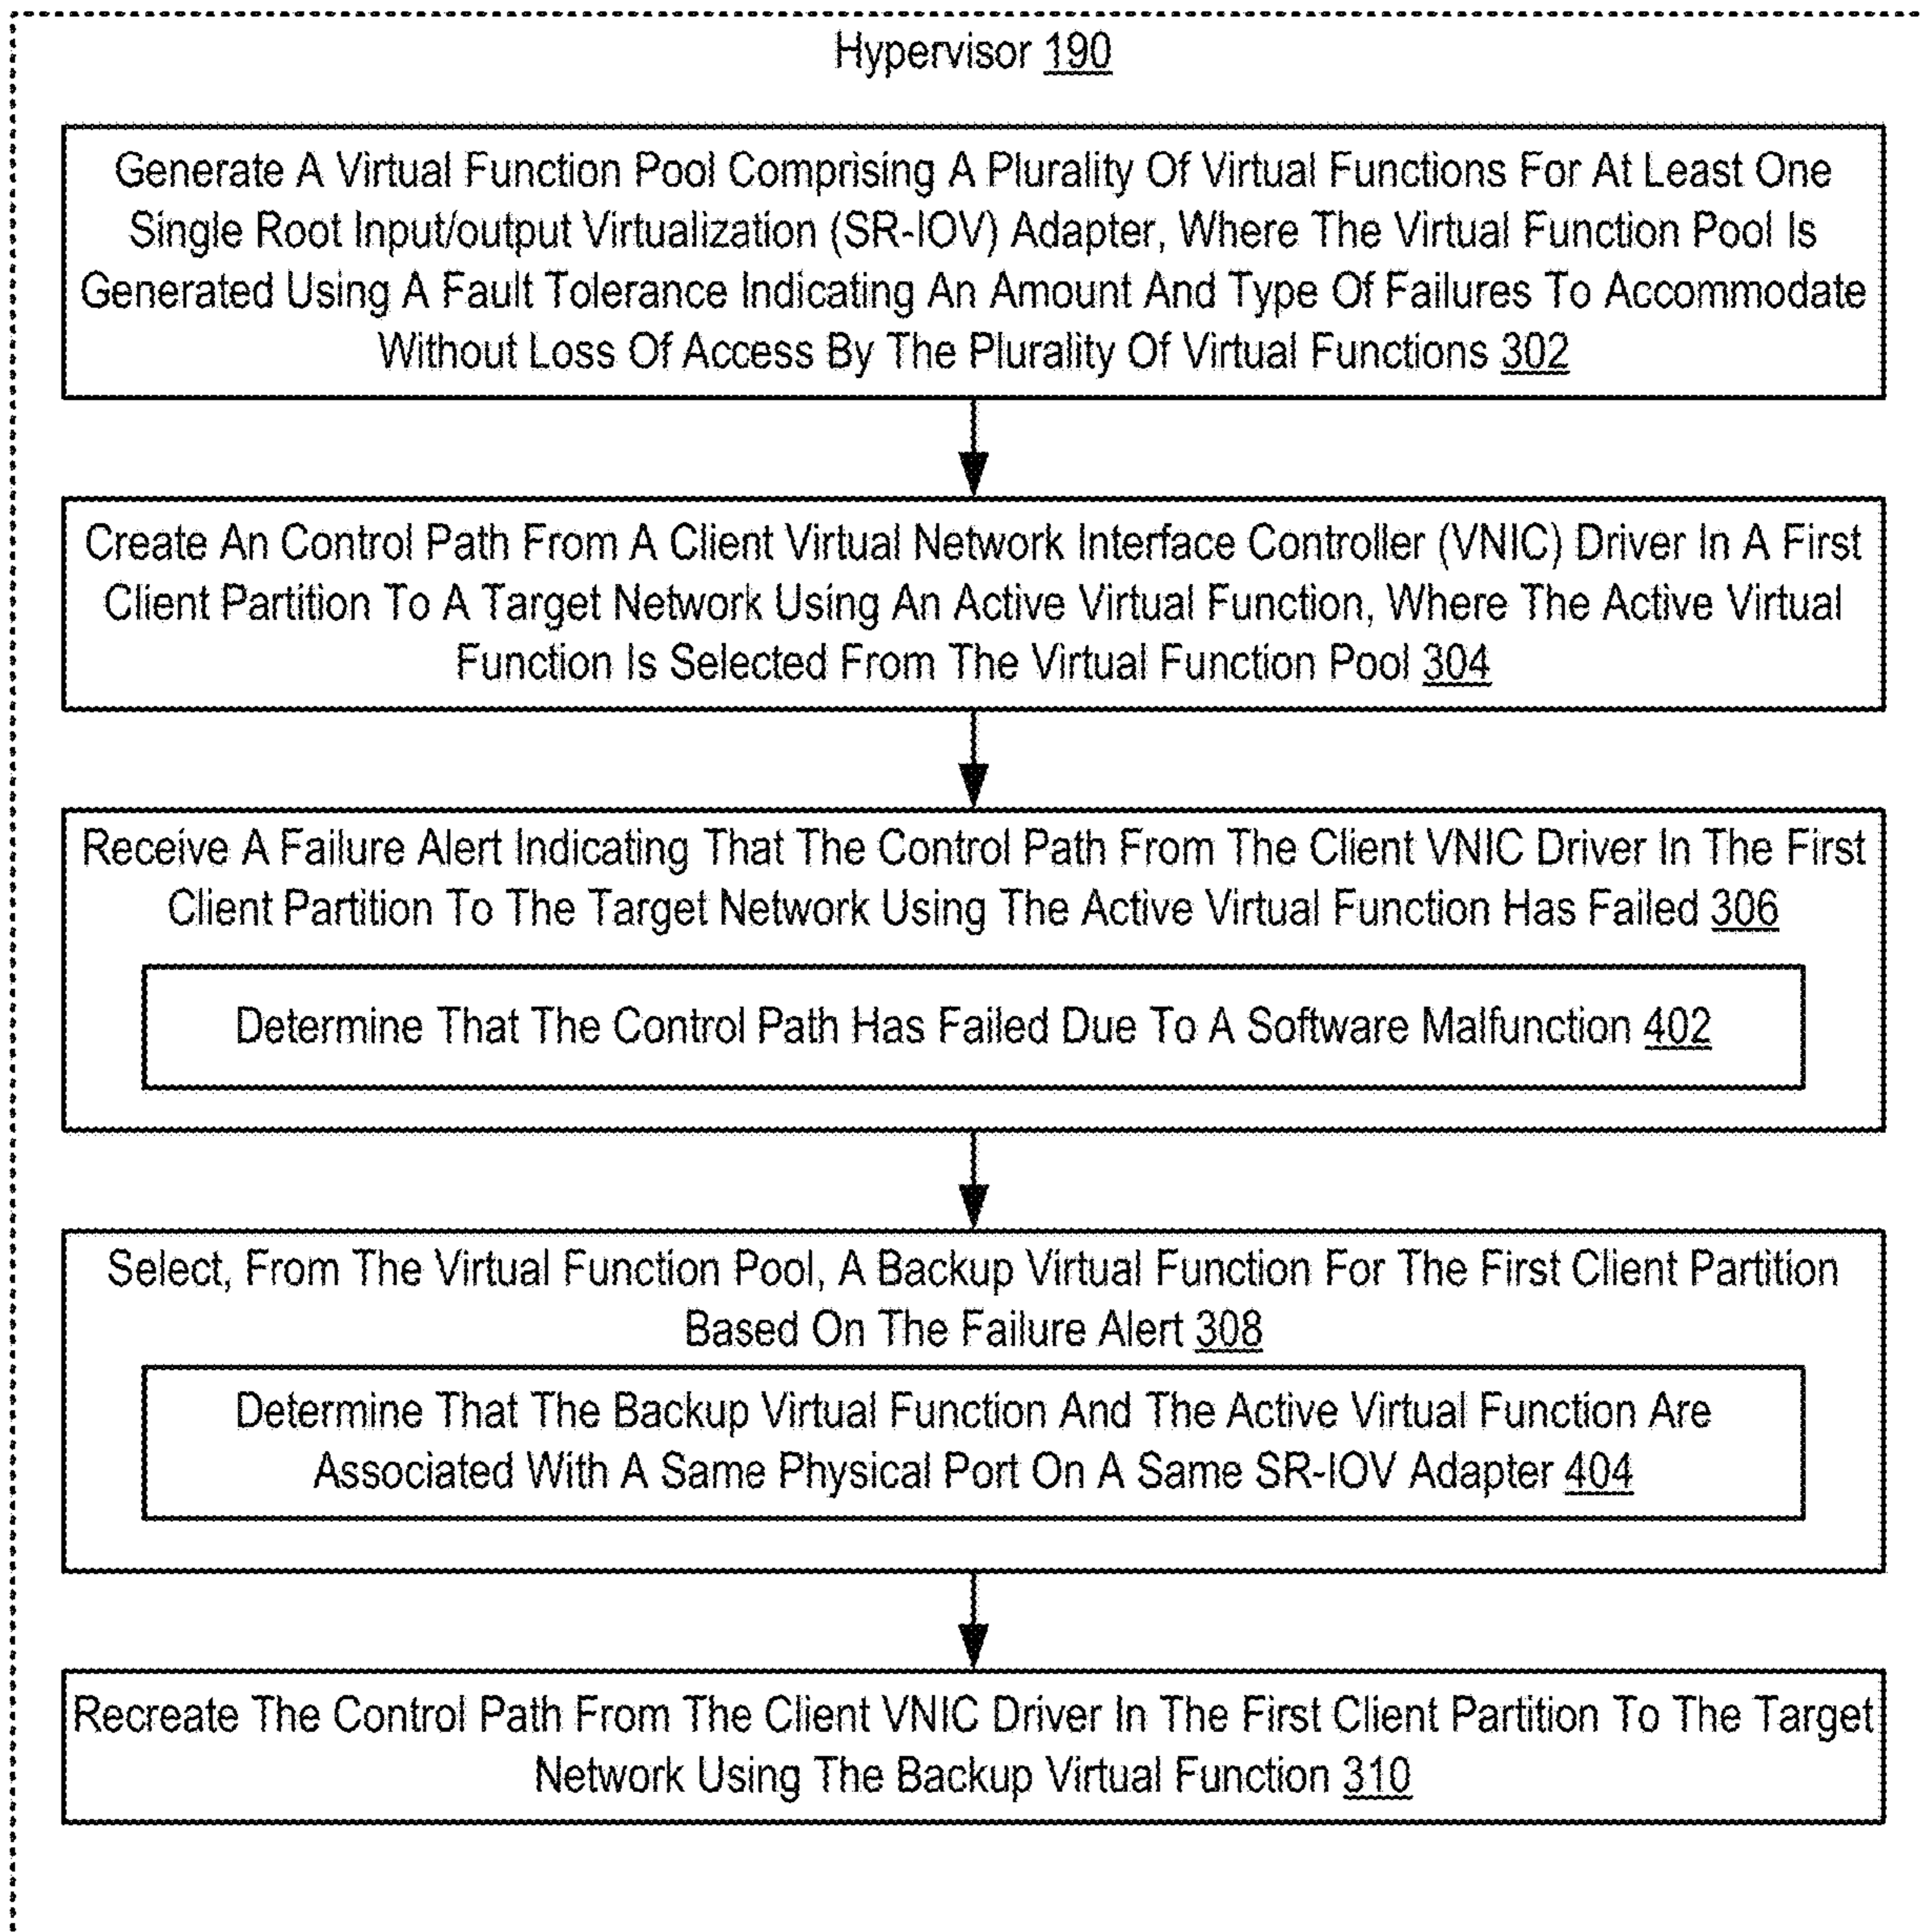 Hypervisor 190
Generate A Virtual Function Pool Comprising A Plurality Of Virtual Functions For At Least One
Single Root Input/output Virtualization (SR-IOV) Adapter, Where The Virtual Function Pool Is
Generated Using A Fault Tolerance Indicating An Amount And Type Of Failures To Accommodate
Without Loss Of Access By The Plurality Of Virtual Functions 302
Create An Control Path From A Client Virtual Network Interface Controller (VNIC) Driver In A First
Client Partition To A Target Network Using An Active Virtual Function, Where The Active Virtual
Function Is Selected From The Virtual Function Pool 304
Receive A Failure Alert Indicating That The Control Path From The Client VNIC Driver In The First
Client Partition To The Target Network Using The Active Virtual Function Has Failed 306
Determine That The Control Path Has Failed Due To A Software Malfunction 402
Select, From The Virtual Function Pool, A Backup Virtual Function For The First Client Partition
Based On The Failure Alert 308
Determine That The Backup Virtual Function And The Active Virtual Function Are
Associated With A Same Physical Port On A Same SR-IOV Adapter 404
Recreate The Control Path From The Client VNIC Driver In The First Client Partition To The Target
Network Using The Backup Virtual Function 310